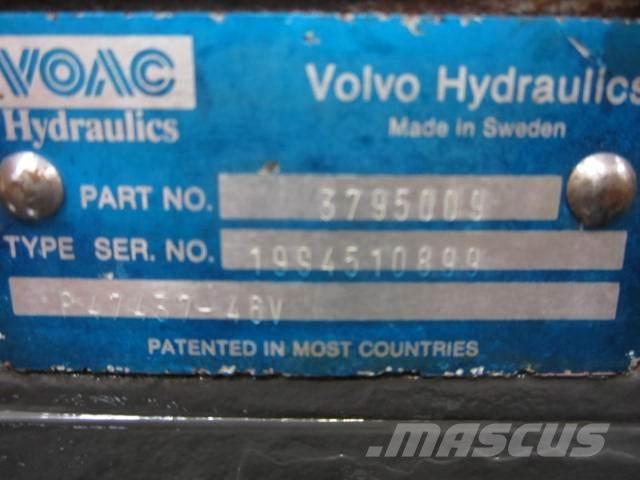 VOAC
Hydraulics
Volvo Hydraulics
Made in Sweden
PART NO. 3795009
TYPE SER. NO. 1994510899
PATENTED IN MOST COUNTRIES
MASCUS